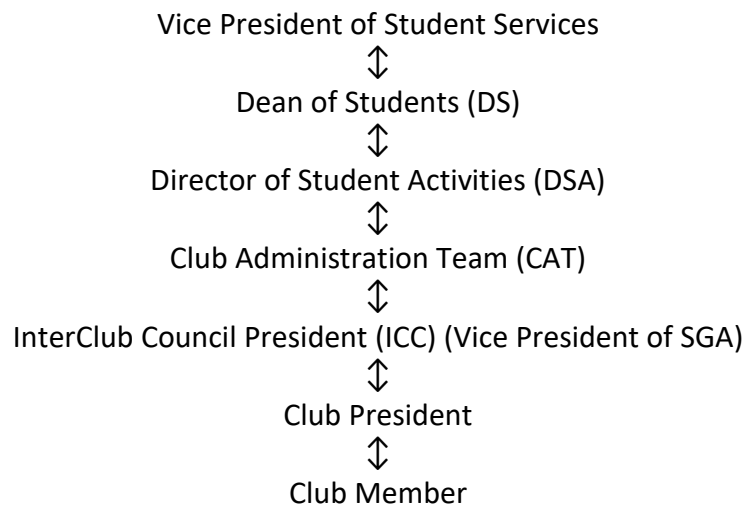 Vice President of Student Services
↕
Dean of Students (DS)
↕
Director of Student Activities (DSA)
↕
Club Administration Team (CAT)
↕
InterClub Council President (ICC) (Vice President of SGA)
↕
Club President
↕
Club Member